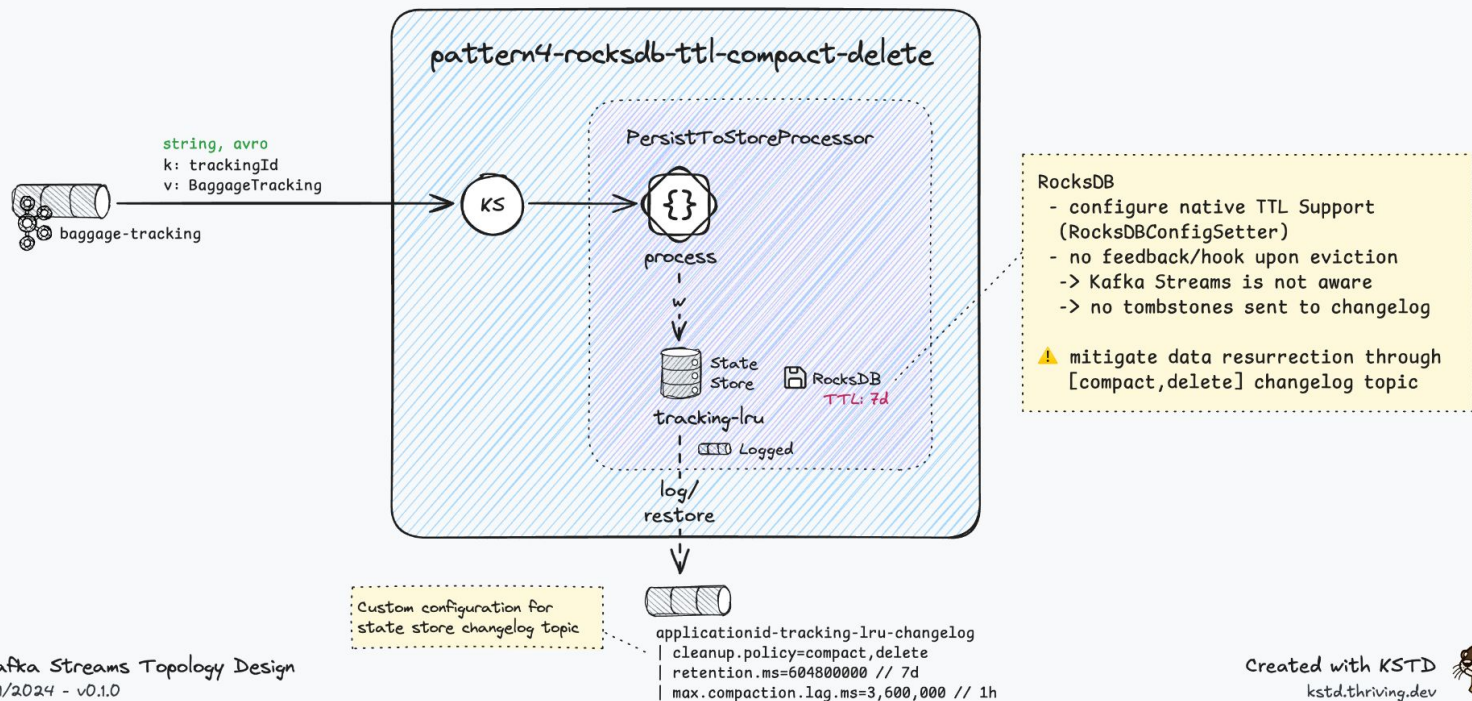 pattern4-rocksdb-ttl-compact-delete
PersistToStoreProcessor
string, avro
k: trackingId
v: BaggageTracking
baggage-tracking
KS
{}
process
w
State
Store
RocksDB
TTL: 7d
tracking-lru
Logged
log/
restore
RocksDB
- configure native TTL Support
(RocksDBConfigSetter)
- no feedback/hook upon eviction
-> Kafka Streams is not aware
-> no tombstones sent to changelog
⚠ mitigate data resurrection through
[compact,delete] changelog topic
Custom configuration for
state store changelog topic
applicationid-tracking-lru-changelog
| cleanup.policy=compact,delete
| retention.ms=604800000 // 7d
| max.compaction.lag.ms=3,600,000 // 1h
Streams Topology Design
/2024 - v0.1.0
Created with KSTD
kstd.thriving.dev